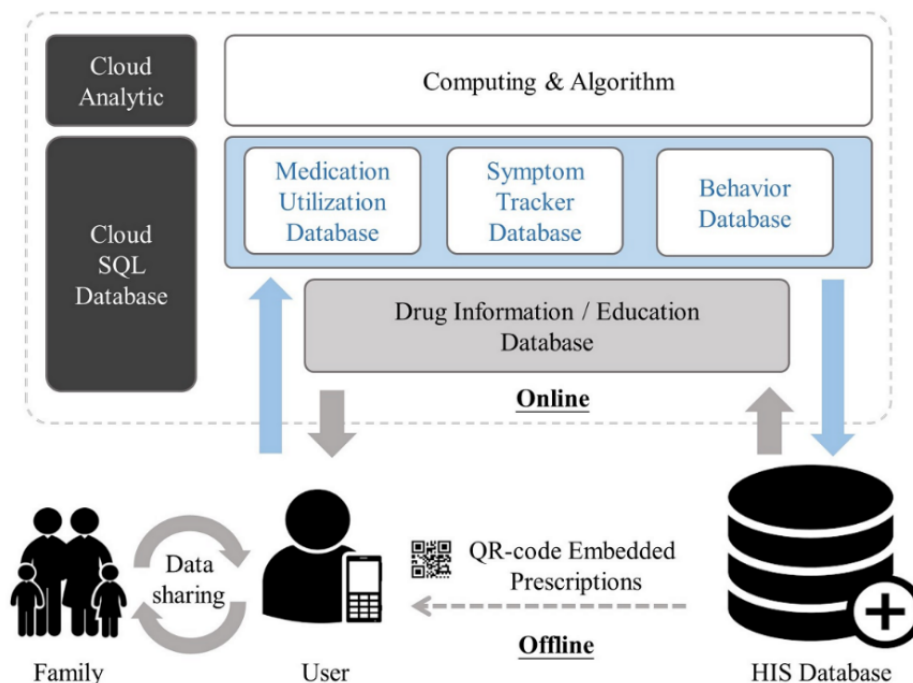 Cloud
Analytic
Computing & Algorithm
Cloud
SQL
Database
Medication
Utilization
Database
Symptom
Tracker
Database
Behavior
Database
Drug Information / Education
Database
Online
Data
sharing
QR-code Embedded
Prescriptions
Offline
Family
User
HIS Database